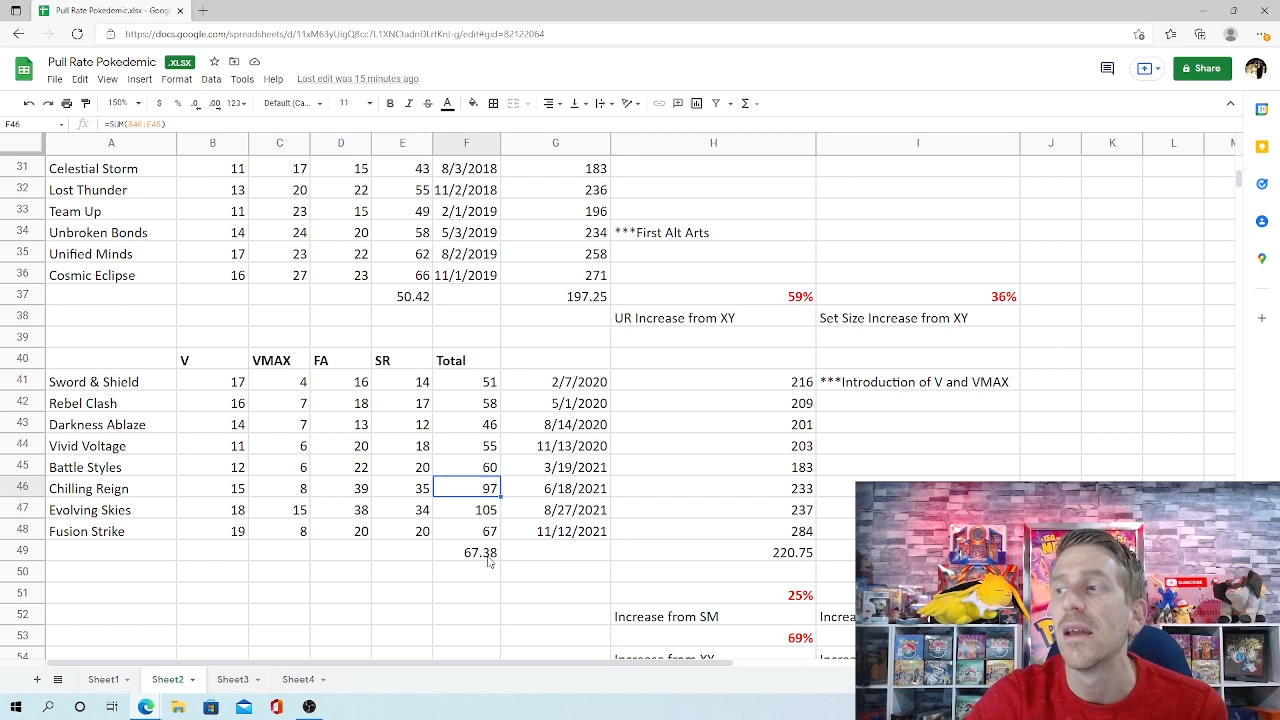 Pull Rate Pokedemic.xlsx - Goog
https://docs.google.com/spreadsheets/d/11xM63yUigQ8cc7L1XNCtadnDLrtKnI-g/edit#gid=82122064
Pull Rate Pokedemic .XLSX
File Edit View Insert Format Data Tools Help Last edit was 15 minutes ago
Share
150% $ % .0 .00 123 Default (Ca... 11 B I S A
F46 fx =SUM(B46:E46)
A B C D E F G H I J K L M
31 Celestial Storm 11 17 15 43 8/3/2018 183
32 Lost Thunder 13 20 22 55 11/2/2018 236
33 Team Up 11 23 15 49 2/1/2019 196
34 Unbroken Bonds 14 24 20 58 5/3/2019 234 ***First Alt Arts
35 Unified Minds 17 23 22 62 8/2/2019 258
36 Cosmic Eclipse 16 27 23 66 11/1/2019 271
37 50.42 197.25 59% 36%
38 UR Increase from XY Set Size Increase from XY
39
40 V VMAX FA SR Total
41 Sword & Shield 17 4 16 14 51 2/7/2020 216 ***Introduction of V and VMAX
42 Rebel Clash 16 7 18 17 58 5/1/2020 209
43 Darkness Ablaze 14 7 13 12 46 8/14/2020 201
44 Vivid Voltage 11 6 20 18 55 11/13/2020 203
45 Battle Styles 12 6 22 20 60 3/19/2021 183
46 Chilling Reign 15 8 39 35 97 6/18/2021 233
47 Evolving Skies 18 15 38 34 105 8/27/2021 237
48 Fusion Strike 19 8 20 20 67 11/12/2021 284
49 67.38 220.75
50
51 25%
52 Increase from SM Increa
53 69%
54 Increase from XY
SUBSCRIBE
Sheet1 Sheet2 Sheet3 Sheet4